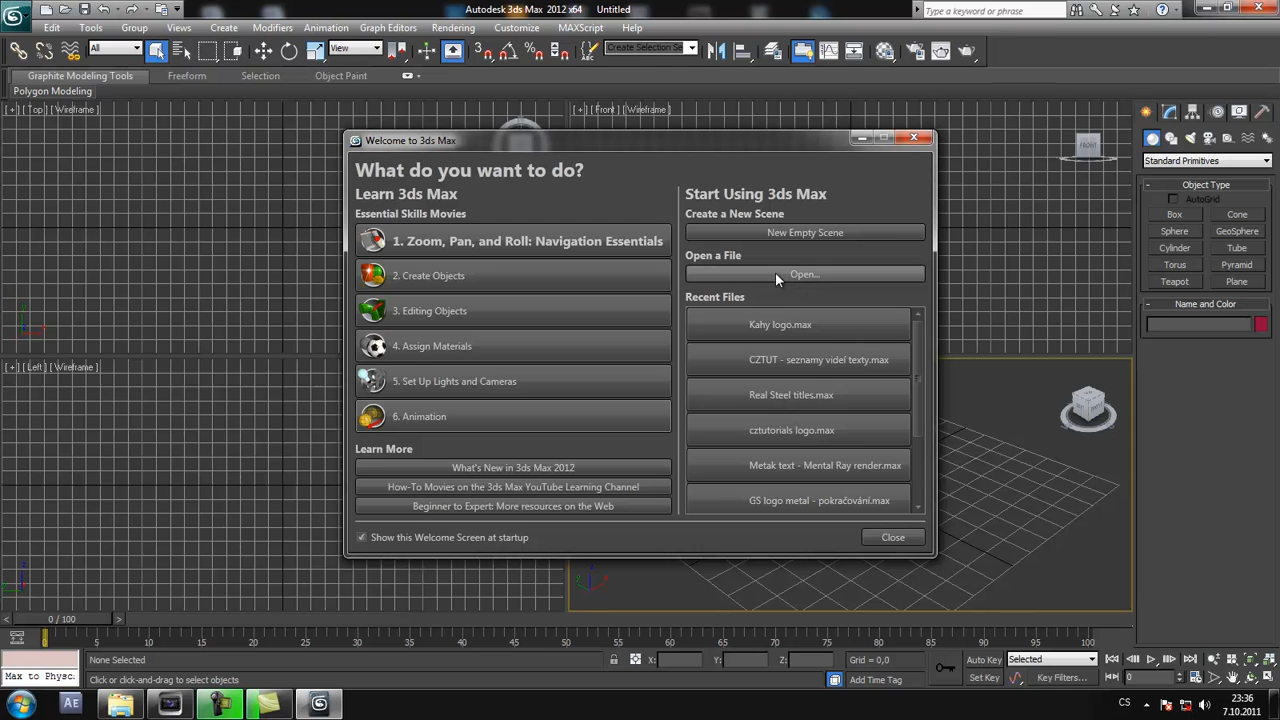 Autodesk 3ds Max 2012 x64 Untitled
Type a keyword or phrase
Edit Tools Group Views Create Modifiers Animation Graph Editors Rendering Customize MAXScript Help
All View Create Selection Se
Graphite Modeling Tools Freeform Selection Object Paint
Polygon Modeling
[ + ] [ Top ] [ Wireframe ]
[ + ] [ Front ] [ Wireframe ]
FRONT
Standard Primitives
Object Type
AutoGrid
Box Cone
Sphere GeoSphere
Cylinder Tube
Torus Pyramid
Teapot Plane
Name and Color
Welcome to 3ds Max
What do you want to do?
Learn 3ds Max
Essential Skills Movies
1. Zoom, Pan, and Roll: Navigation Essentials
2. Create Objects
3. Editing Objects
4. Assign Materials
5. Set Up Lights and Cameras
6. Animation
Learn More
What's New in 3ds Max 2012
How-To Movies on the 3ds Max YouTube Learning Channel
Beginner to Expert: More resources on the Web
Show this Welcome Screen at startup
Start Using 3ds Max
Create a New Scene
New Empty Scene
Open a File
Open...
Recent Files
Kahy logo.max
CZTUT - seznamy videí texty.max
Real Steel titles.max
cztutorials logo.max
Metak text - Mental Ray render.max
GS logo metal - pokračování.max
Close
[ + ] [ Left ] [ Wireframe ]
0 / 100
0 5 10 15 20 25 30 35 40 45 50 55 60 65 70 75 80 85 90 95 100
None Selected X: Y: Z: Grid = 0,0 Auto Key Selected
Max to Physc Click or click-and-drag to select objects Add Time Tag Set Key Key Filters... 0
Ae CS 23:36
7.10.2011